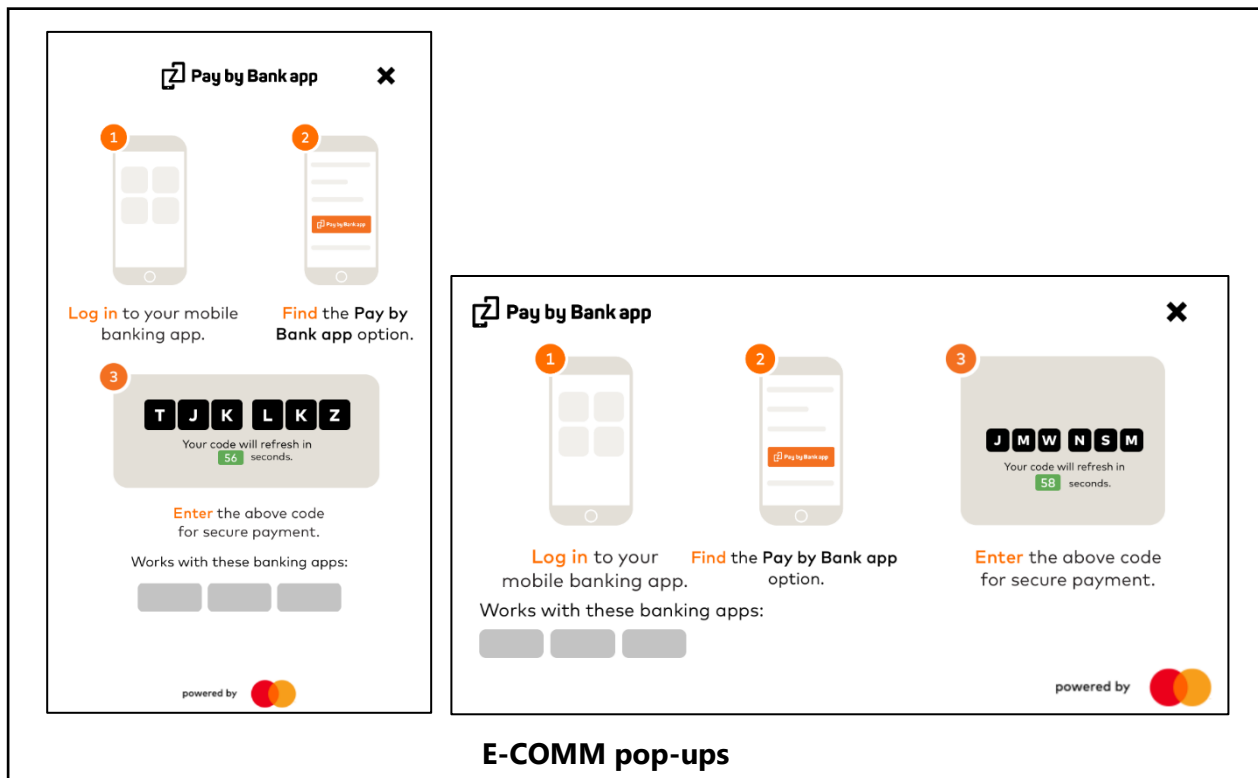 Pay by Bank app
1
2
Pay by Bank app
Log in to your mobile
banking app.
Find the Pay by
Bank app option.
3
T J K L K Z
Your code will refresh in
56 seconds.
Enter the above code
for secure payment.
Works with these banking apps:
powered by
Pay by Bank app
1
2
Pay by Bank app
3
J M W N S M
Your code will refresh in
58 seconds.
Log in to your
mobile banking app.
Find the Pay by Bank app
option.
Enter the above code
for secure payment.
Works with these banking apps:
powered by
E-COMM pop-ups